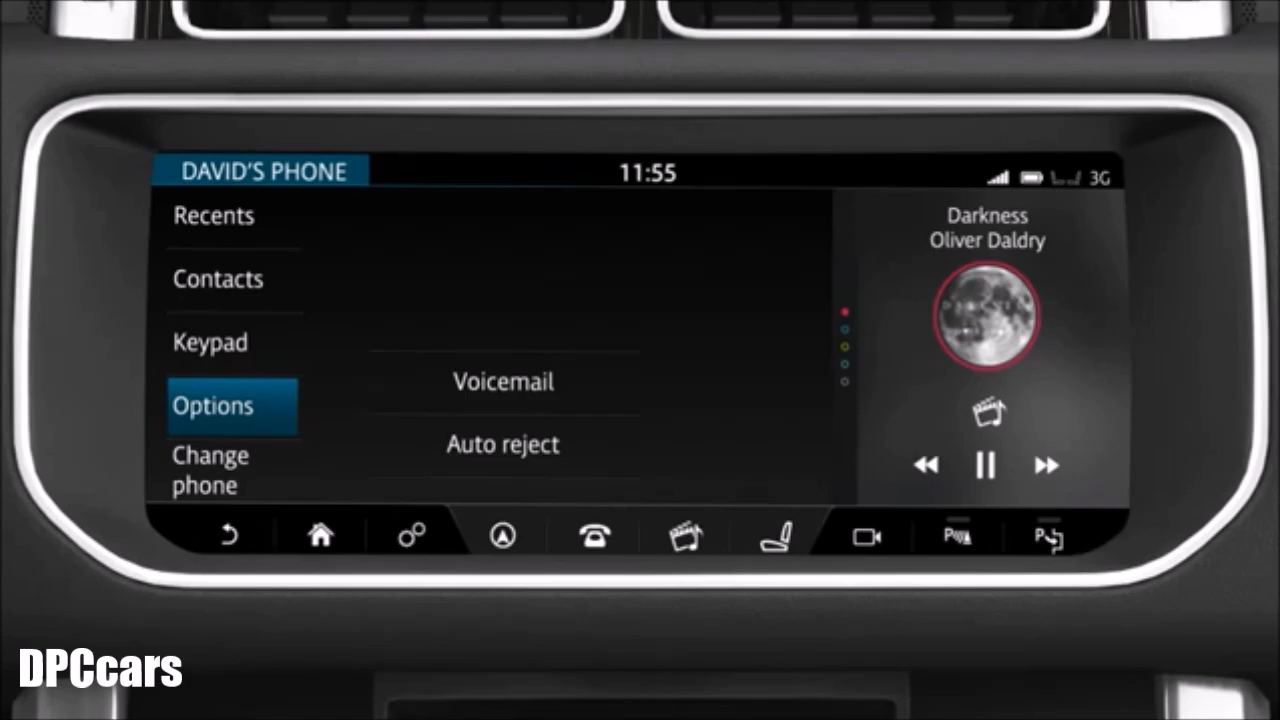 DAVID'S PHONE
11:55
3G
Recents
Contacts
Keypad
Options
Change
phone
Voicemail
Auto reject
Darkness
Oliver Daldry
P
P
DPCcars